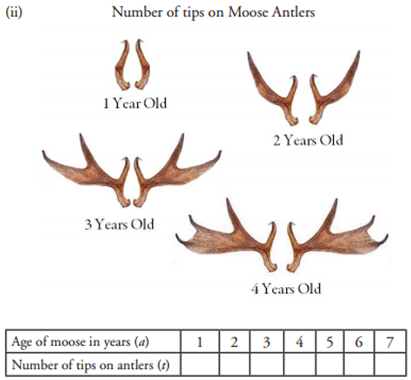 (ii) Number of tips on Moose Antlers
1 Year Old
2 Years Old
3 Years Old
4 Years Old
Age of moose in years (a) 1 2 3 4 5 6 7
Number of tips on antlers (t)